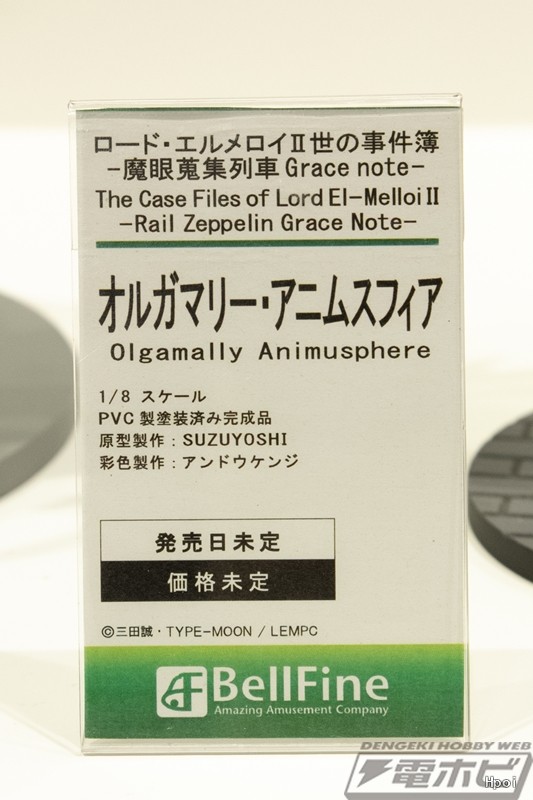 ロード・エルメロイⅡ世の事件簿
-魔眼蒐集列車 Grace note-
The Case Files of Lord El-Melloi II
-Rail Zeppelin Grace Note-
オルガマリー・アニムスフィア
Olgamally Animusphere
1/8 スケール
PVC製塗装済み完成品
原型製作：SUZUYOSHI
彩色製作：アンドウケンジ
発売日未定
価格未定
©三田誠・TYPE-MOON / LEMPC
BellFine
Amazing Amusement Company
DENGEKI HOBBY WEB
電ホビ
Hpoi